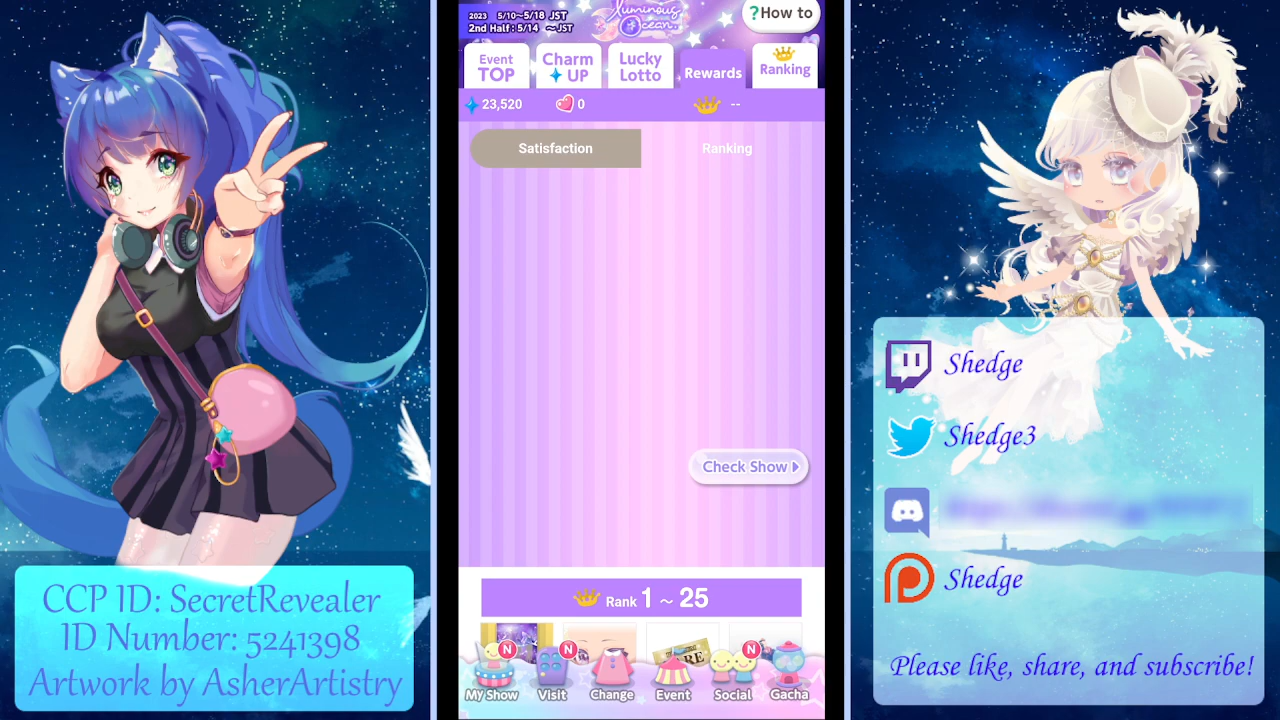 CCP ID: SecretRevealer
ID Number: 5241398
Artwork by AsherArtistry
2023 5/10~5/18 JST
2nd Half : 5/14 ~ JST
Luminous
Ocean
?How to
Event
TOP
Charm
UP
Lucky
Lotto
Rewards
Ranking
23,520
0
--
Satisfaction
Ranking
Check Show
Rank 1 ~ 25
N
N
N
My Show
Visit
Change
Event
Social
Gacha
Shedge
Shedge3
Shedge
Please like, share, and subscribe!